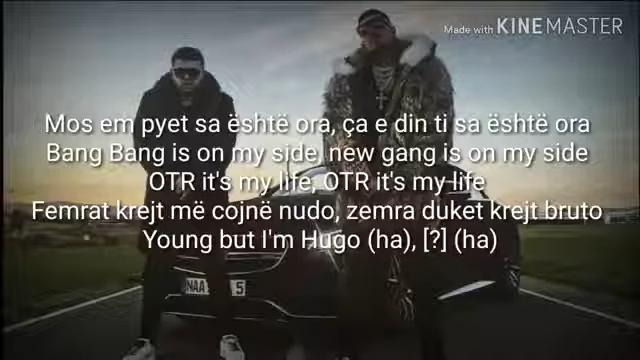 Made with KINEMASTER
Mos em pyet sa është ora, ça e din ti sa është ora
Bang Bang is on my side, new gang is on my side
OTR it's my life, OTR it's my life
Femrat krejt më cojnë nudo, zemra duket krejt bruto
Young but I'm Hugo (ha), [?] (ha)
NAA 5